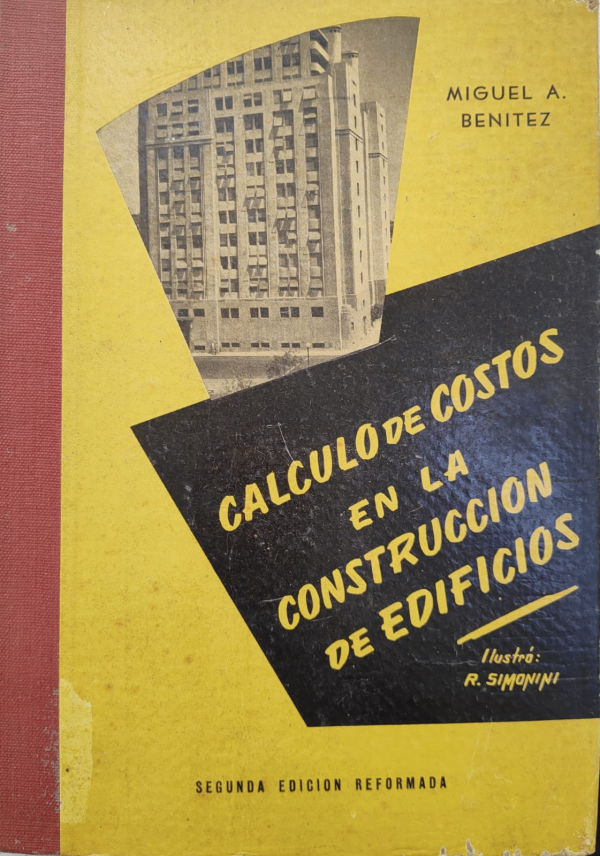 MIGUEL A.
BENITEZ
CALCULO DE COSTOS
EN LA
CONSTRUCCION
DE EDIFICIOS
Ilustró:
R. SIMONINI
SEGUNDA EDICION REFORMADA